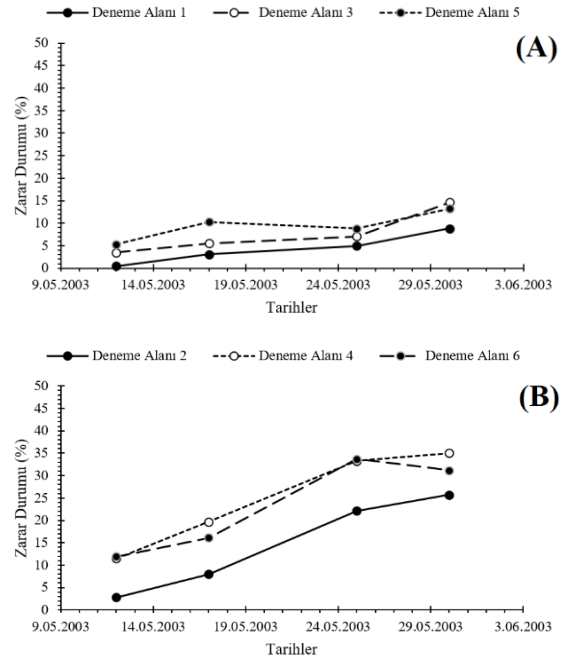 Deneme Alanı 1 Deneme Alanı 3 Deneme Alanı 5
(A)
50
45
40
35
30
25
20
15
10
5
0
Zarar Durumu (%)
9.05.2003 14.05.2003 19.05.2003 24.05.2003 29.05.2003 3.06.2003
Tarihler
Deneme Alanı 2 Deneme Alanı 4 Deneme Alanı 6
(B)
50
45
40
35
30
25
20
15
10
5
0
Zarar Durumu (%)
9.05.2003 14.05.2003 19.05.2003 24.05.2003 29.05.2003 3.06.2003
Tarihler